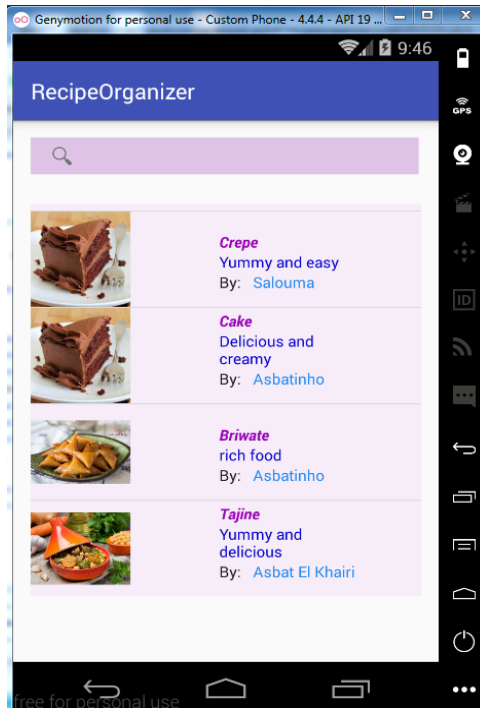 Genymotion for personal use - Custom Phone - 4.4.4 - API 19 ...
9:46
RecipeOrganizer
GPS
Crepe
Yummy and easy
By: Salouma
Cake
Delicious and
creamy
By: Asbatinho
ID
Briwate
rich food
By: Asbatinho
Tajine
Yummy and
delicious
By: Asbat El Khairi
free for personal use